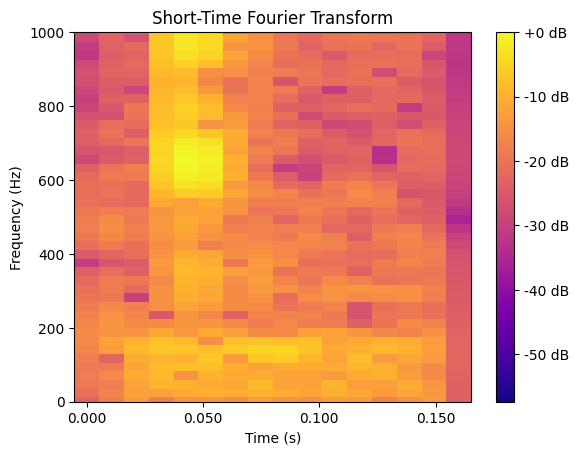 Short-Time Fourier Transform
1000
800
600
400
200
0
Frequency (Hz)
0.000
0.050
0.100
0.150
Time (s)
+0 dB
-10 dB
-20 dB
-30 dB
-40 dB
-50 dB